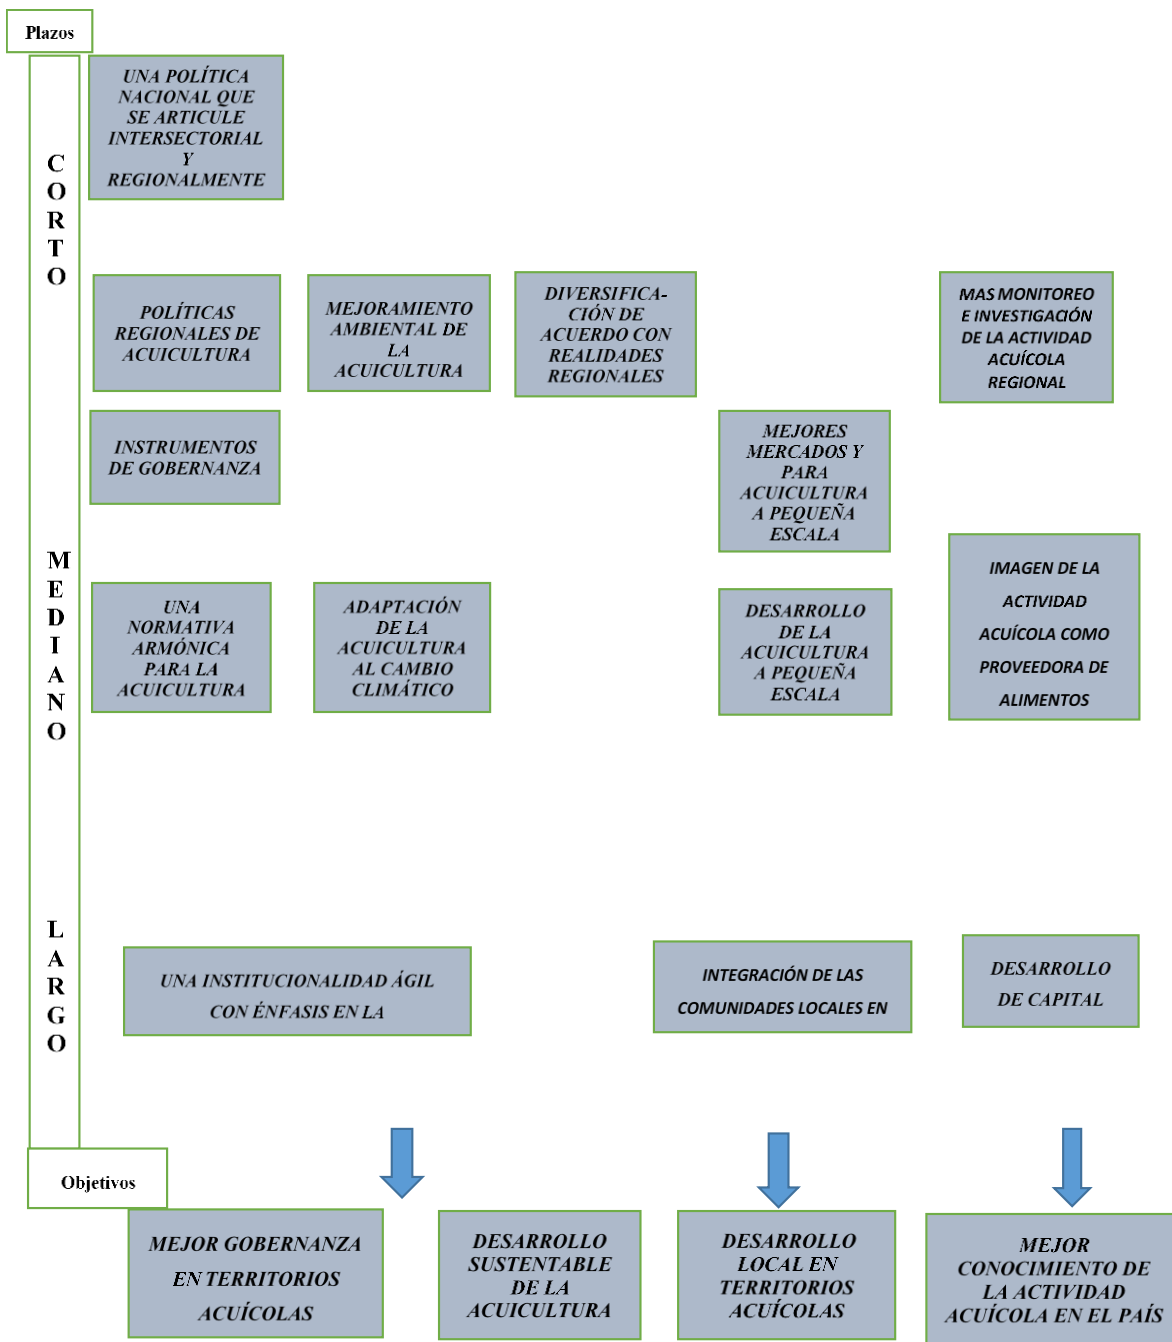 Plazos
UNA POLÍTICA
NACIONAL QUE
SE ARTICULE
INTERSECTORIAL
Y
REGIONALMENTE
C
O
R
T
O
POLÍTICAS
REGIONALES DE
ACUICULTURA
MEJORAMIENTO
AMBIENTAL DE
LA
ACUICULTURA
DIVERSIFICA-
CIÓN DE
ACUERDO CON
REALIDADES
REGIONALES
MAS MONITOREO
E INVESTIGACIÓN
DE LA ACTIVIDAD
ACUÍCOLA
REGIONAL
INSTRUMENTOS
DE GOBERNANZA
MEJORES
MERCADOS Y
PARA
ACUICULTURA
A PEQUEÑA
ESCALA
M
E
D
I
A
N
O
UNA
NORMATIVA
ARMÓNICA
PARA LA
ACUICULTURA
ADAPTACIÓN
DE LA
ACUICULTURA
AL CAMBIO
CLIMÁTICO
DESARROLLO
DE LA
ACUICULTURA
A PEQUEÑA
ESCALA
IMAGEN DE LA
ACTIVIDAD
ACUÍCOLA COMO
PROVEEDORA DE
ALIMENTOS
L
A
R
G
O
UNA INSTITUCIONALIDAD ÁGIL
CON ÉNFASIS EN LA
INTEGRACIÓN DE LAS
COMUNIDADES LOCALES EN
DESARROLLO
DE CAPITAL
Objetivos
MEJOR GOBERNANZA
EN TERRITORIOS
ACUÍCOLAS
DESARROLLO
SUSTENTABLE
DE LA
ACUICULTURA
DESARROLLO
LOCAL EN
TERRITORIOS
ACUÍCOLAS
MEJOR
CONOCIMIENTO DE
LA ACTIVIDAD
ACUÍCOLA EN EL PAÍS